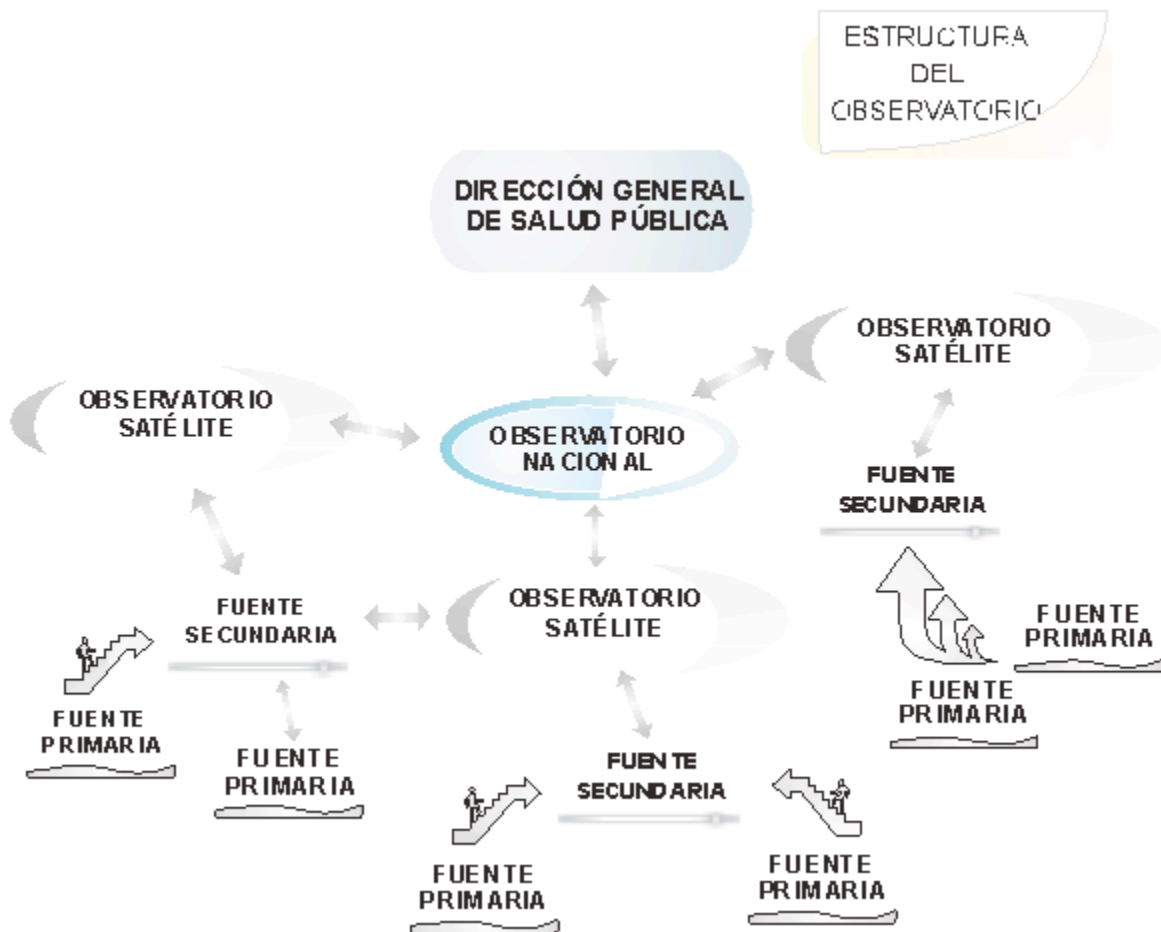 ESTRUCTURA
DEL
OBSERVATORIO
DIRECCIÓN GENERAL
DE SALUD PÚBLICA
OBSERVATORIO
SATÉLITE
OBSERVATORIO
SATÉLITE
OBSERVATORIO
NACIONAL
FUENTE
SECUNDARIA
OBSERVATORIO
SATÉLITE
FUENTE
SECUNDARIA
FUENTE
PRIMARIA
FUENTE
PRIMARIA
FUENTE
PRIMARIA
FUENTE
PRIMARIA
FUENTE
SECUNDARIA
FUENTE
PRIMARIA
FUENTE
PRIMARIA